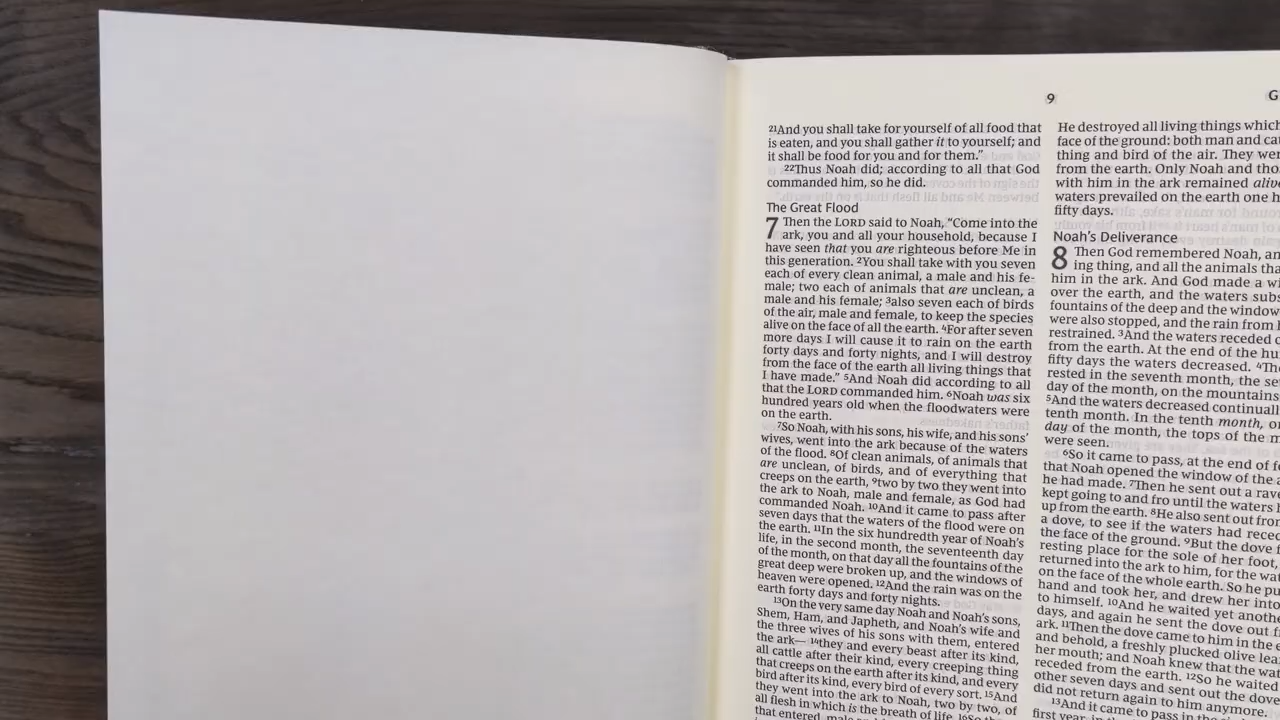 9
G
²¹And you shall take for yourself of all food that
is eaten, and you shall gather it to yourself; and
it shall be food for you and for them.”
²²Thus Noah did; according to all that God
commanded him, so he did.
The Great Flood
7 Then the LORD said to Noah, “Come into the
ark, you and all your household, because I
have seen that you are righteous before Me in
this generation. ²You shall take with you seven
each of every clean animal, a male and his fe-
male; two each of animals that are unclean, a
male and his female; ³also seven each of birds
of the air, male and female, to keep the species
alive on the face of all the earth. ⁴For after seven
more days I will cause it to rain on the earth
forty days and forty nights, and I will destroy
from the face of the earth all living things that
I have made.” ⁵And Noah did according to all
that the LORD commanded him. ⁶Noah was six
hundred years old when the floodwaters were
on the earth.
⁷So Noah, with his sons, his wife, and his sons’
wives, went into the ark because of the waters
of the flood. ⁸Of clean animals, of animals that
are unclean, of birds, and of everything that
creeps on the earth, ⁹two by two they went into
the ark to Noah, male and female, as God had
commanded Noah. ¹⁰And it came to pass after
seven days that the waters of the flood were on
the earth. ¹¹In the six hundredth year of Noah’s
life, in the second month, the seventeenth day
of the month, on that day all the fountains of the
great deep were broken up, and the windows of
heaven were opened. ¹²And the rain was on the
earth forty days and forty nights.
¹³On the very same day Noah and Noah’s sons,
Shem, Ham, and Japheth, and Noah’s wife and
the three wives of his sons with them, entered
the ark— ¹⁴they and every beast after its kind,
all cattle after their kind, every creeping thing
that creeps on the earth after its kind, and every
bird after its kind, every bird of every sort. ¹⁵And
they went into the ark to Noah, two by two, of
all flesh in which is the breath of life. ¹⁶So
that entered, male
He destroyed all living things which
face of the ground: both man and
thing and bird of the air. They wer
from the earth. Only Noah and tho
with him in the ark remained alive
waters prevailed on the earth one h
fifty days.
Noah’s Deliverance
8 Then God remembered Noah, an
ing thing, and all the animals tha
him in the ark. And God made a wi
over the earth, and the waters subs
fountains of the deep and the window
were also stopped, and the rain from
restrained. ³And the waters receded c
from the earth. At the end of the hu
fifty days the waters decreased. ⁴Th
rested in the seventh month, the se
day of the month, on the mountains
⁵And the waters decreased continuall
tenth month. In the tenth month, o
day of the month, the tops of the m
were seen.
⁶So it came to pass, at the end of f
that Noah opened the window of the a
he had made. ⁷Then he sent out a rave
kept going to and fro until the waters
up from the earth. ⁸He also sent out fro
a dove, to see if the waters had rece
the face of the ground. ⁹But the dove
resting place for the sole of her foot,
returned into the ark to him, for the wa
on the face of the whole earth. So he pu
hand and took her, and drew her into
to himself. ¹⁰And he waited yet anothe
days, and again he sent the dove out f
ark. ¹¹Then the dove came to him in the
and behold, a freshly plucked olive lea
her mouth; and Noah knew that the wa
receded from the earth. ¹²So he waited
other seven days and sent out the dove
did not return again to him anymore.
¹³And it came to pass in the
first year, in the